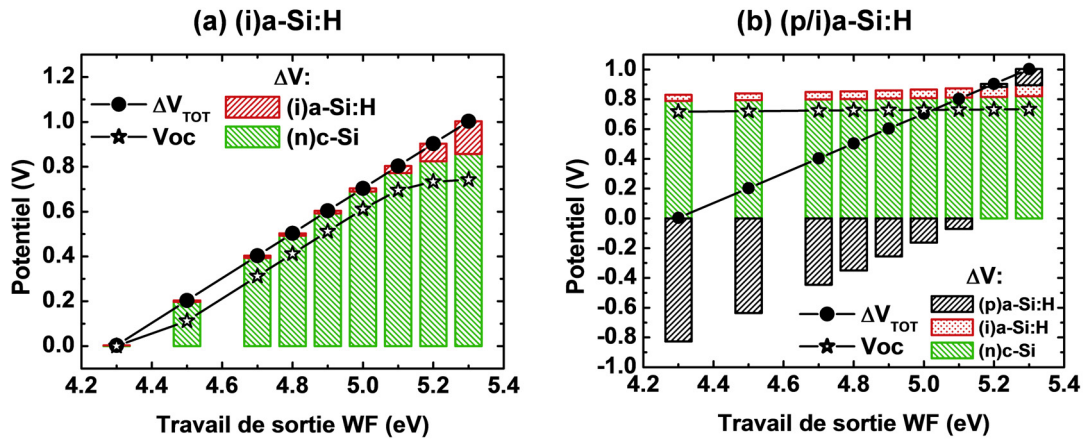 (a) (i)a-Si:H
1.2
1.0
0.8
0.6
0.4
0.2
0.0
Potentiel (V)
ΔV:
ΔV_TOT
Voc
(i)a-Si:H
(n)c-Si
4.2 4.4 4.6 4.8 5.0 5.2 5.4
Travail de sortie WF (eV)
(b) (p/i)a-Si:H
1.0
0.8
0.6
0.4
0.2
0.0
-0.2
-0.4
-0.6
-0.8
-1.0
Potentiel (V)
ΔV:
ΔV_TOT
Voc
(p)a-Si:H
(i)a-Si:H
(n)c-Si
4.2 4.4 4.6 4.8 5.0 5.2 5.4
Travail de sortie WF (eV)